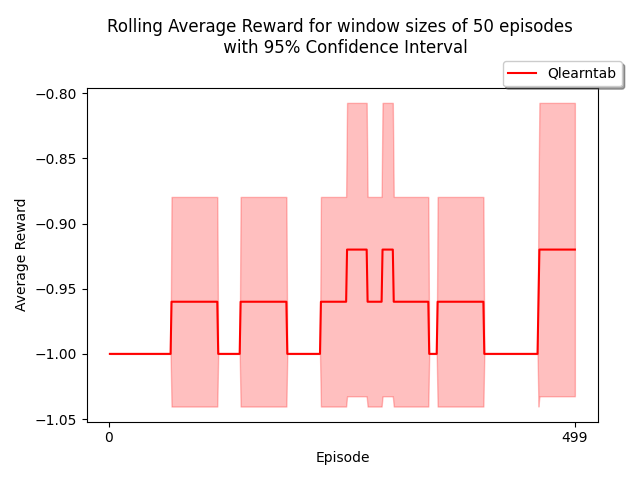 Rolling Average Reward for window sizes of 50 episodes
with 95% Confidence Interval
Qlearntab
−0.80
−0.85
−0.90
−0.95
−1.00
−1.05
Average Reward
0
499
Episode